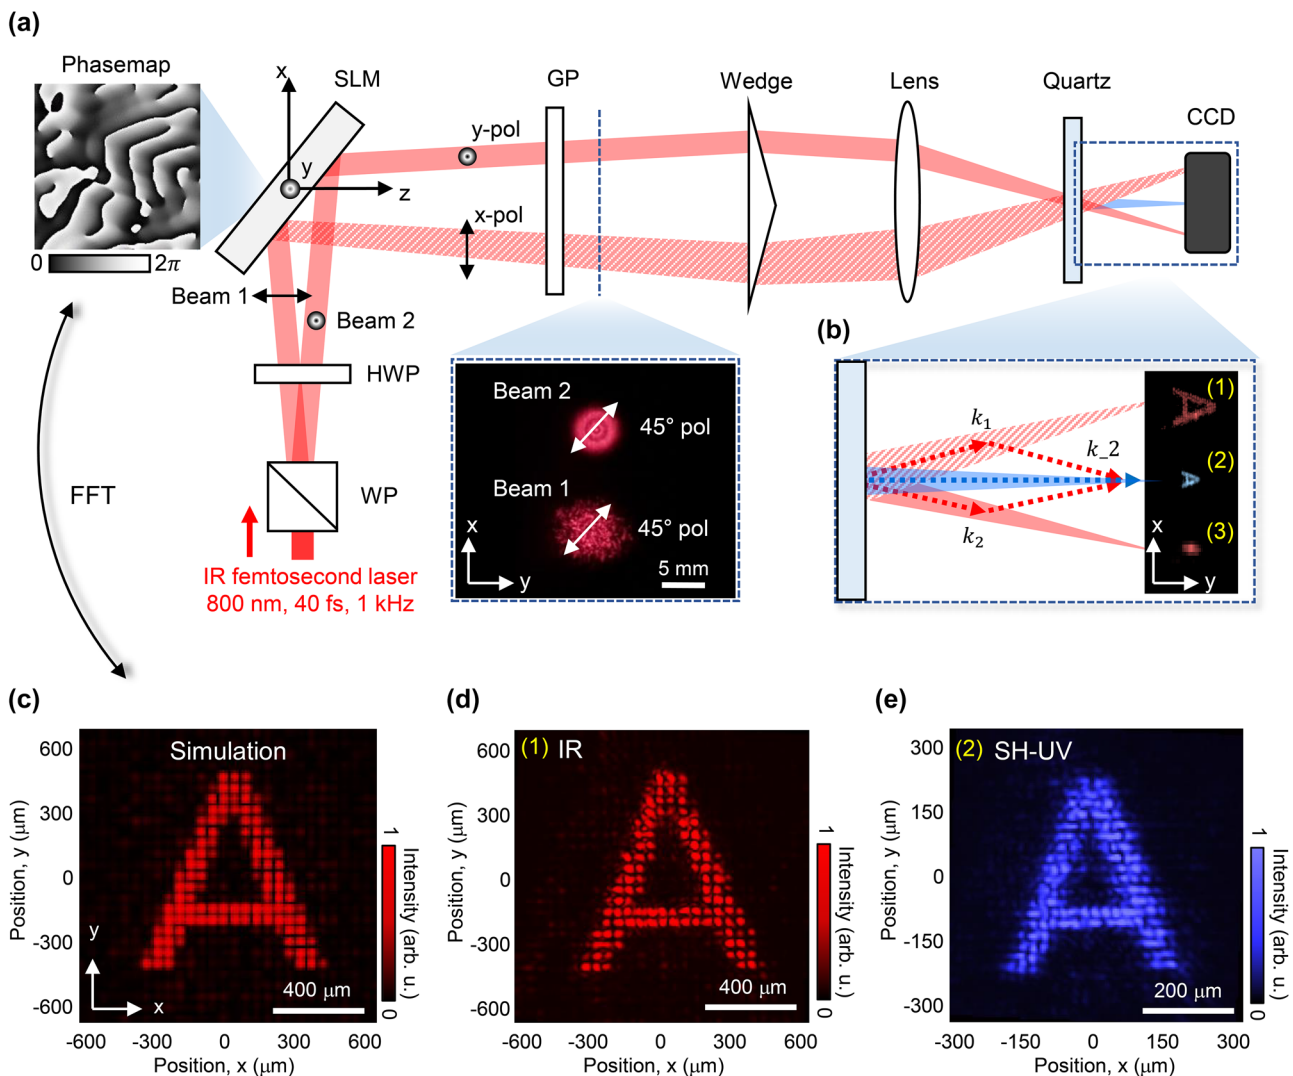 (a)
Phasemap
0
2π
SLM
x
y
z
y-pol
x-pol
GP
Wedge
Lens
Quartz
CCD
Beam 1
Beam 2
HWP
WP
FFT
IR femtosecond laser
800 nm, 40 fs, 1 kHz
Beam 2
45° pol
Beam 1
45° pol
x
y
5 mm
(b)
k_1
k_2
k_2
(1)
(2)
(3)
x
y
(c)
Simulation
Position, y (μm)
600
300
0
-300
-600
y
x
400 μm
-600
-300
0
300
600
Position, x (μm)
1
0
Intensity (arb. u.)
(d)
(1) IR
Position, y (μm)
600
300
0
-300
-600
400 μm
-600
-300
0
300
600
Position, x (μm)
1
0
Intensity (arb. u.)
(e)
(2) SH-UV
Position, y (μm)
300
150
0
-150
-300
200 μm
-300
-150
0
150
300
Position, x (μm)
1
0
Intensity (arb. u.)